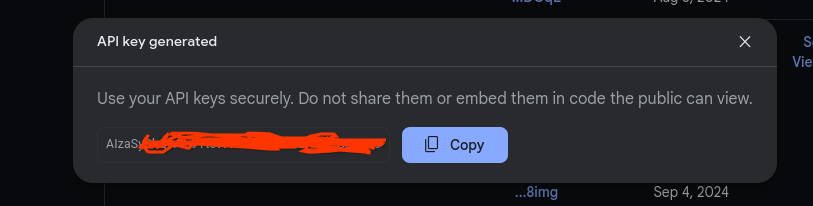 API key generated
Use your API keys securely. Do not share them or embed them in code the public can view.
Copy
...8img
Sep 4, 2024